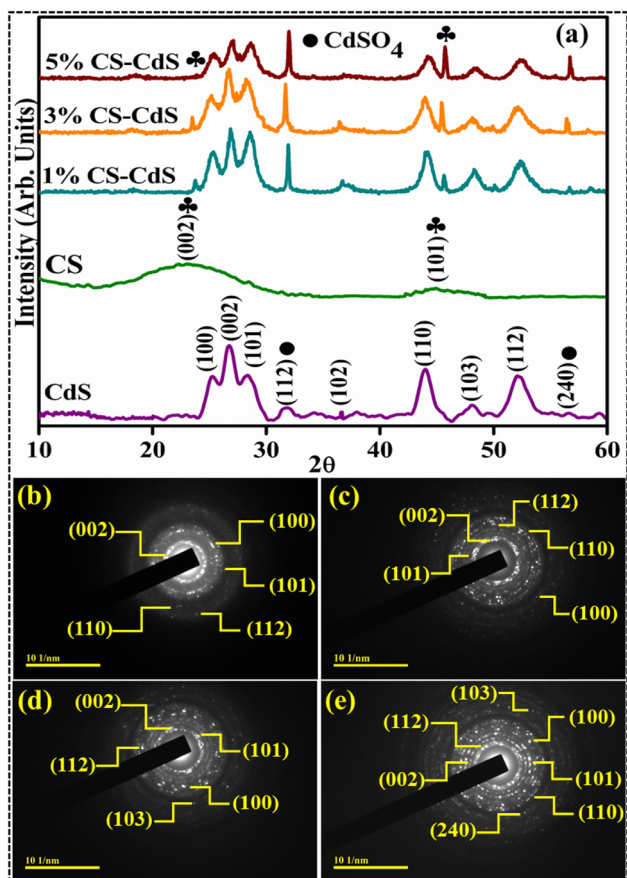 (a)
● CdSO4
♣
♣
5% CS-CdS
3% CS-CdS
1% CS-CdS
CS
(002)♣
(101)♣
CdS
(100)
(002)
(101)
(112)●
(102)
(110)
(103)
(112)
(240)●
Intensity (Arb. Units)
10 20 30 40 50 60
2θ
(b)
(002)
(100)
(101)
(110)
(112)
10 1/nm
(c)
(112)
(002)
(110)
(101)
(100)
10 1/nm
(d)
(002)
(112)
(101)
(100)
(103)
10 1/nm
(e)
(103)
(112)
(100)
(002)
(101)
(110)
(240)
10 1/nm